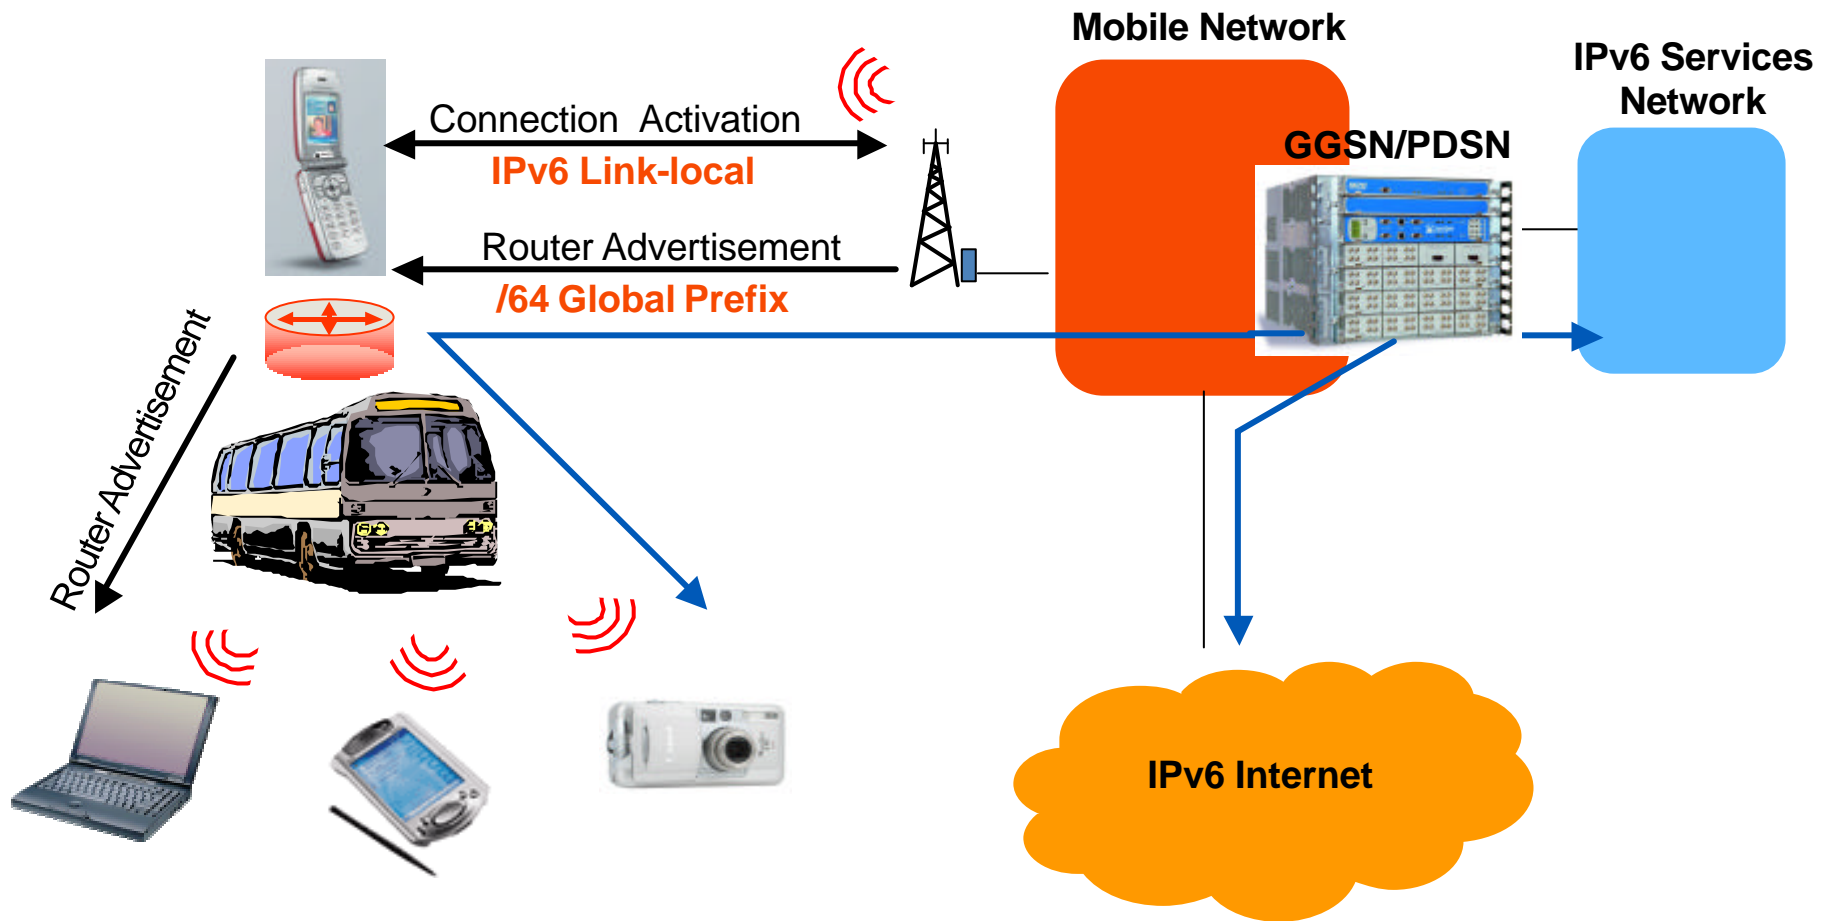 Mobile Network
IPv6 Services
Network
Connection Activation
IPv6 Link-local
GGSN/PDSN
Router Advertisement
/64 Global Prefix
Router Advertisement
IPv6 Internet